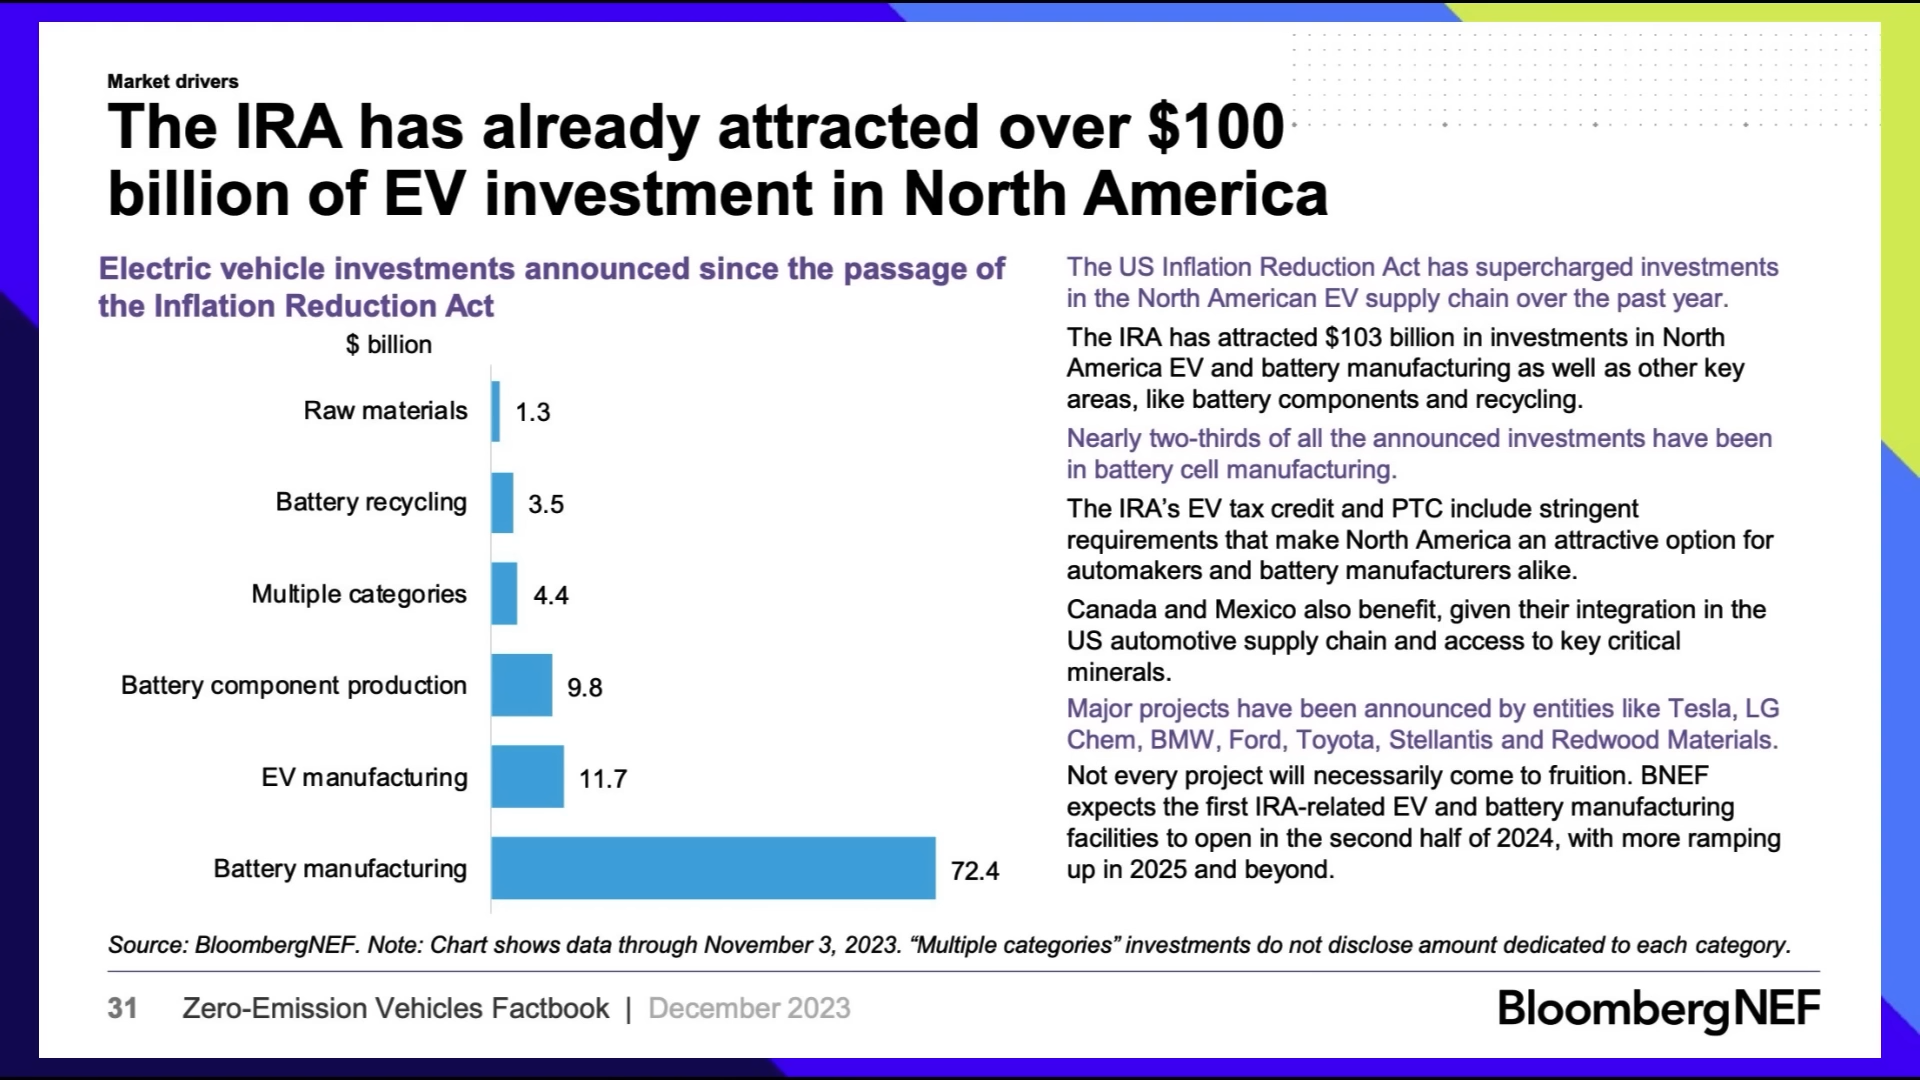 Market drivers
The IRA has already attracted over $100
billion of EV investment in North America
Electric vehicle investments announced since the passage of
the Inflation Reduction Act
$ billion
Raw materials 1.3
Battery recycling 3.5
Multiple categories 4.4
Battery component production 9.8
EV manufacturing 11.7
Battery manufacturing 72.4
The US Inflation Reduction Act has supercharged investments
in the North American EV supply chain over the past year.
The IRA has attracted $103 billion in investments in North
America EV and battery manufacturing as well as other key
areas, like battery components and recycling.
Nearly two-thirds of all the announced investments have been
in battery cell manufacturing.
The IRA’s EV tax credit and PTC include stringent
requirements that make North America an attractive option for
automakers and battery manufacturers alike.
Canada and Mexico also benefit, given their integration in the
US automotive supply chain and access to key critical
minerals.
Major projects have been announced by entities like Tesla, LG
Chem, BMW, Ford, Toyota, Stellantis and Redwood Materials.
Not every project will necessarily come to fruition. BNEF
expects the first IRA-related EV and battery manufacturing
facilities to open in the second half of 2024, with more ramping
up in 2025 and beyond.
Source: BloombergNEF. Note: Chart shows data through November 3, 2023. “Multiple categories” investments do not disclose amount dedicated to each category.
31 Zero-Emission Vehicles Factbook | December 2023
BloombergNEF